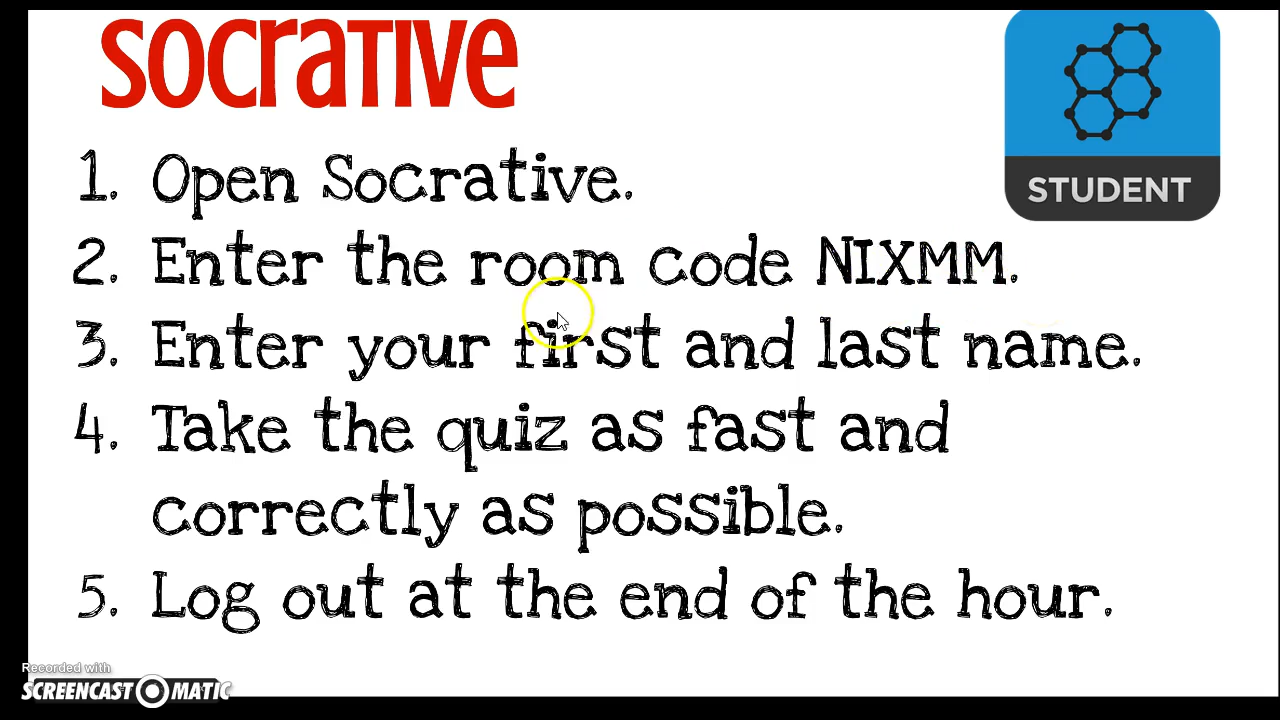 socrative
STUDENT
1. Open Socrative.
2. Enter the room code NIXMM.
3. Enter your first and last name.
4. Take the quiz as fast and
correctly as possible.
5. Log out at the end of the hour.
Recorded with
SCREENCAST MATIC